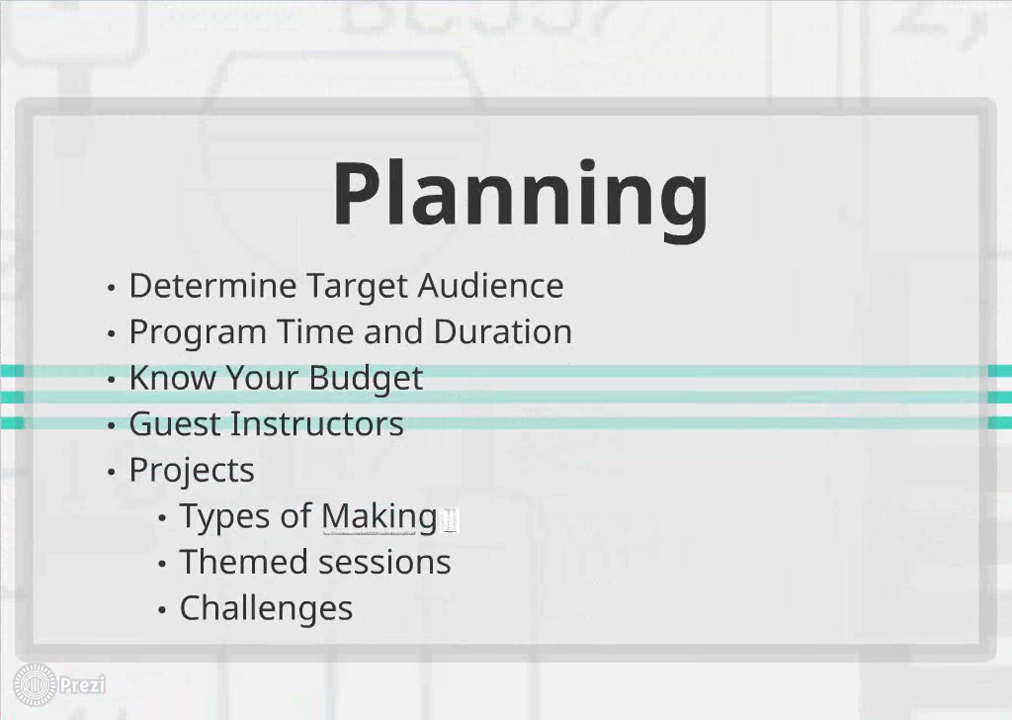 Planning
• Determine Target Audience
• Program Time and Duration
• Know Your Budget
• Guest Instructors
• Projects
• Types of Making
• Themed sessions
• Challenges
Prezi